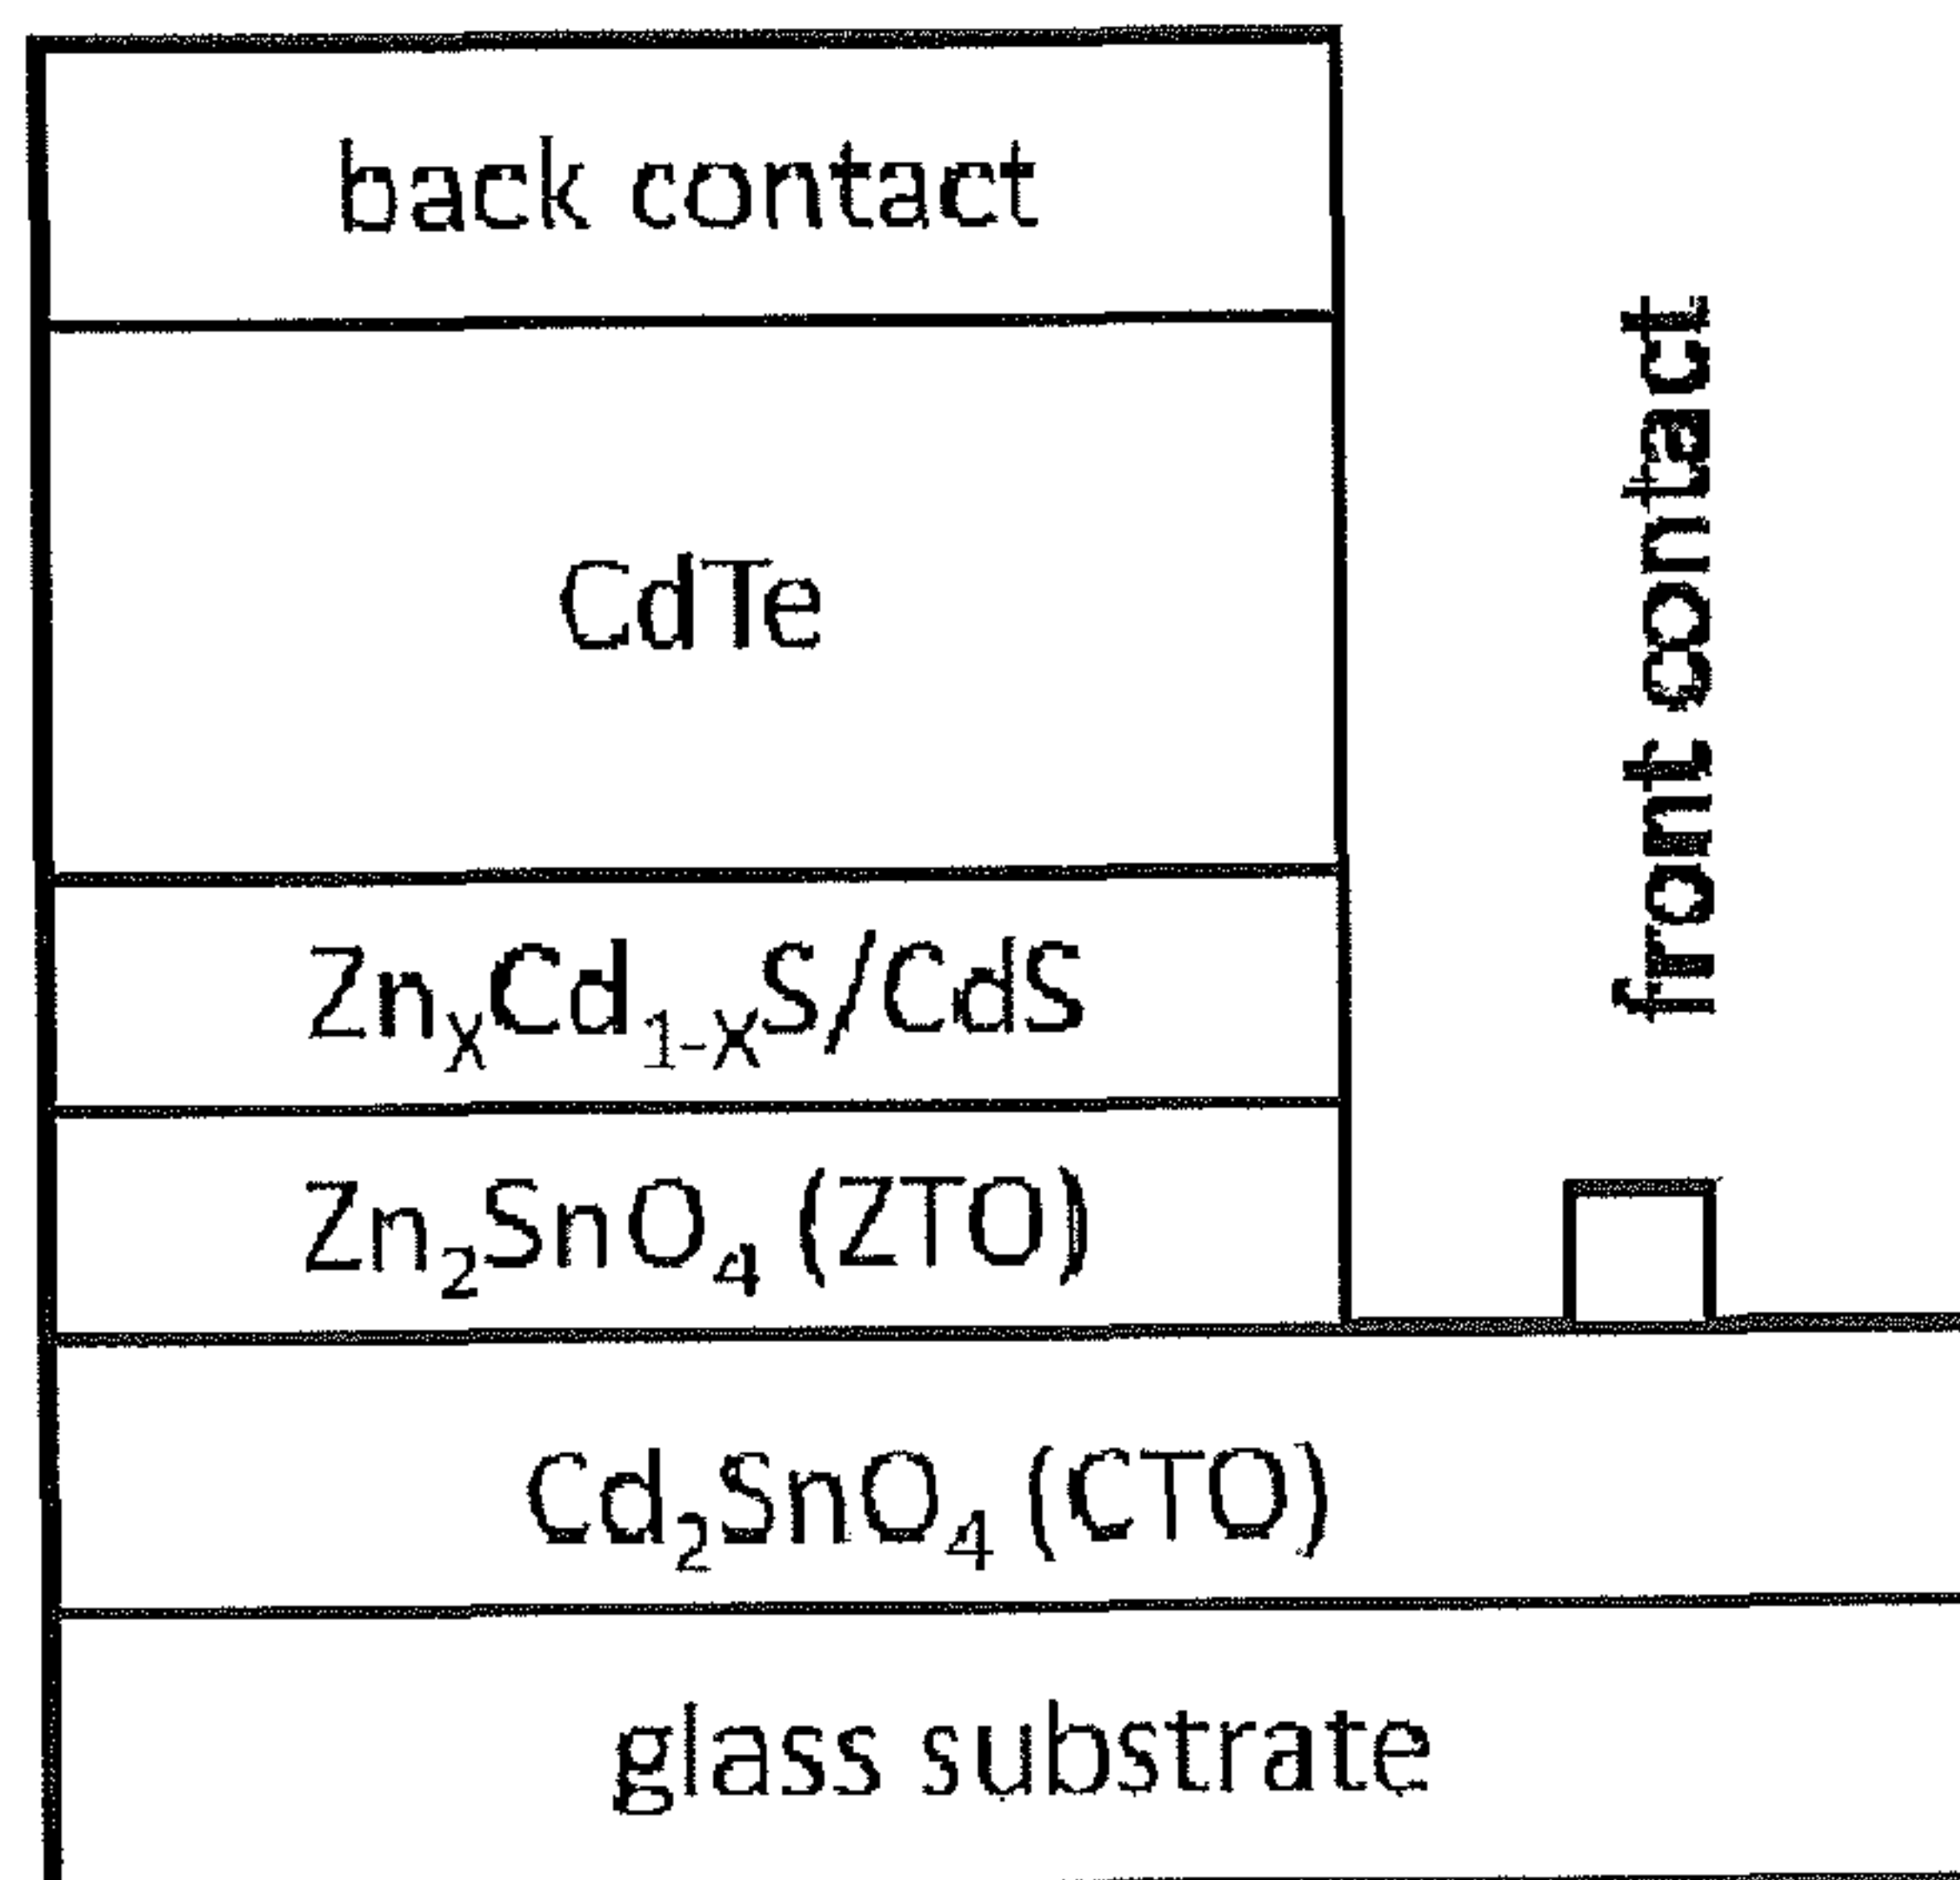 back contact
CdTe
ZnₓCd₁₋ₓS/CdS
Zn₂SnO₄ (ZTO)
Cd₂SnO₄ (CTO)
glass substrate
front contact